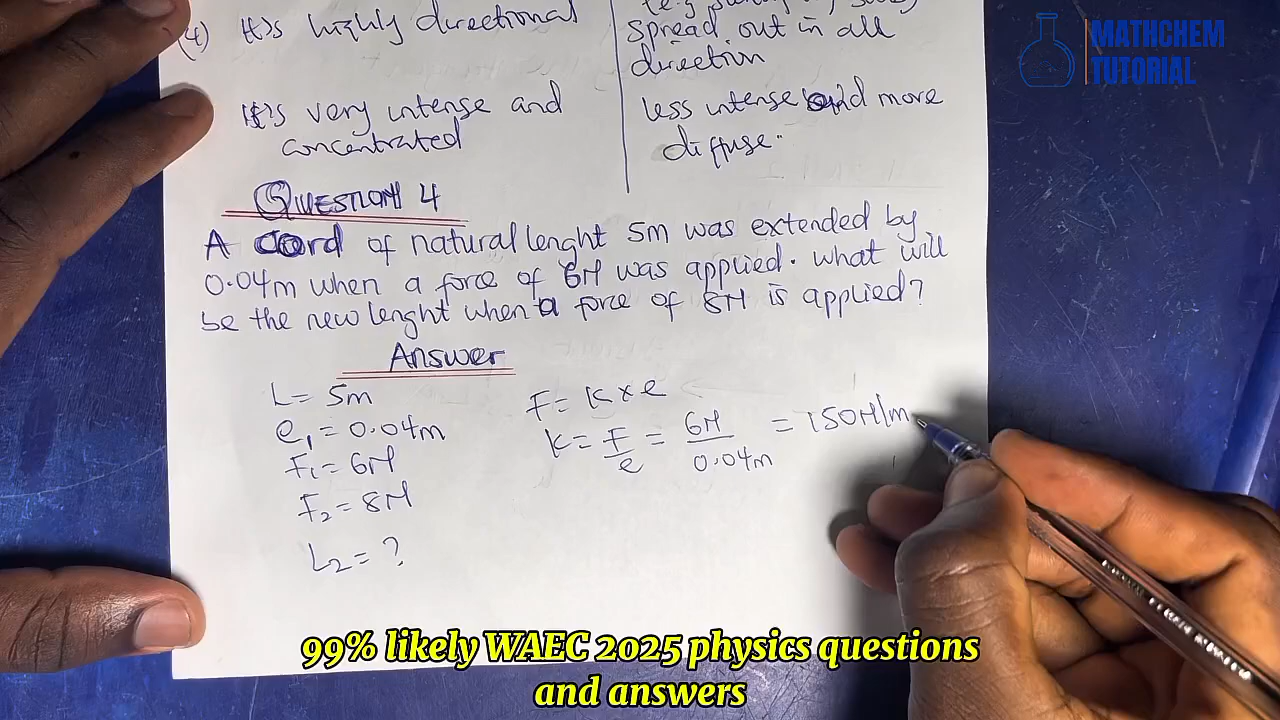 (4) It's highly directional
spread out in all
direction
It's very intense and
concentrated
less intense and more
diffuse.
QUESTION 4
A cord of natural lenght 5m was extended by
0.04m when a force of 6N was applied. what will
be the new lenght when a force of 8N is applied?
Answer
L = 5m
e₁ = 0.04m
F₁ = 6N
F₂ = 8N
L₂ = ?
F = K x e
K = F/e = 6N/0.04m = 150N/m
MATHCHEM
TUTORIAL
99% likely WAEC 2025 physics questions
and answers